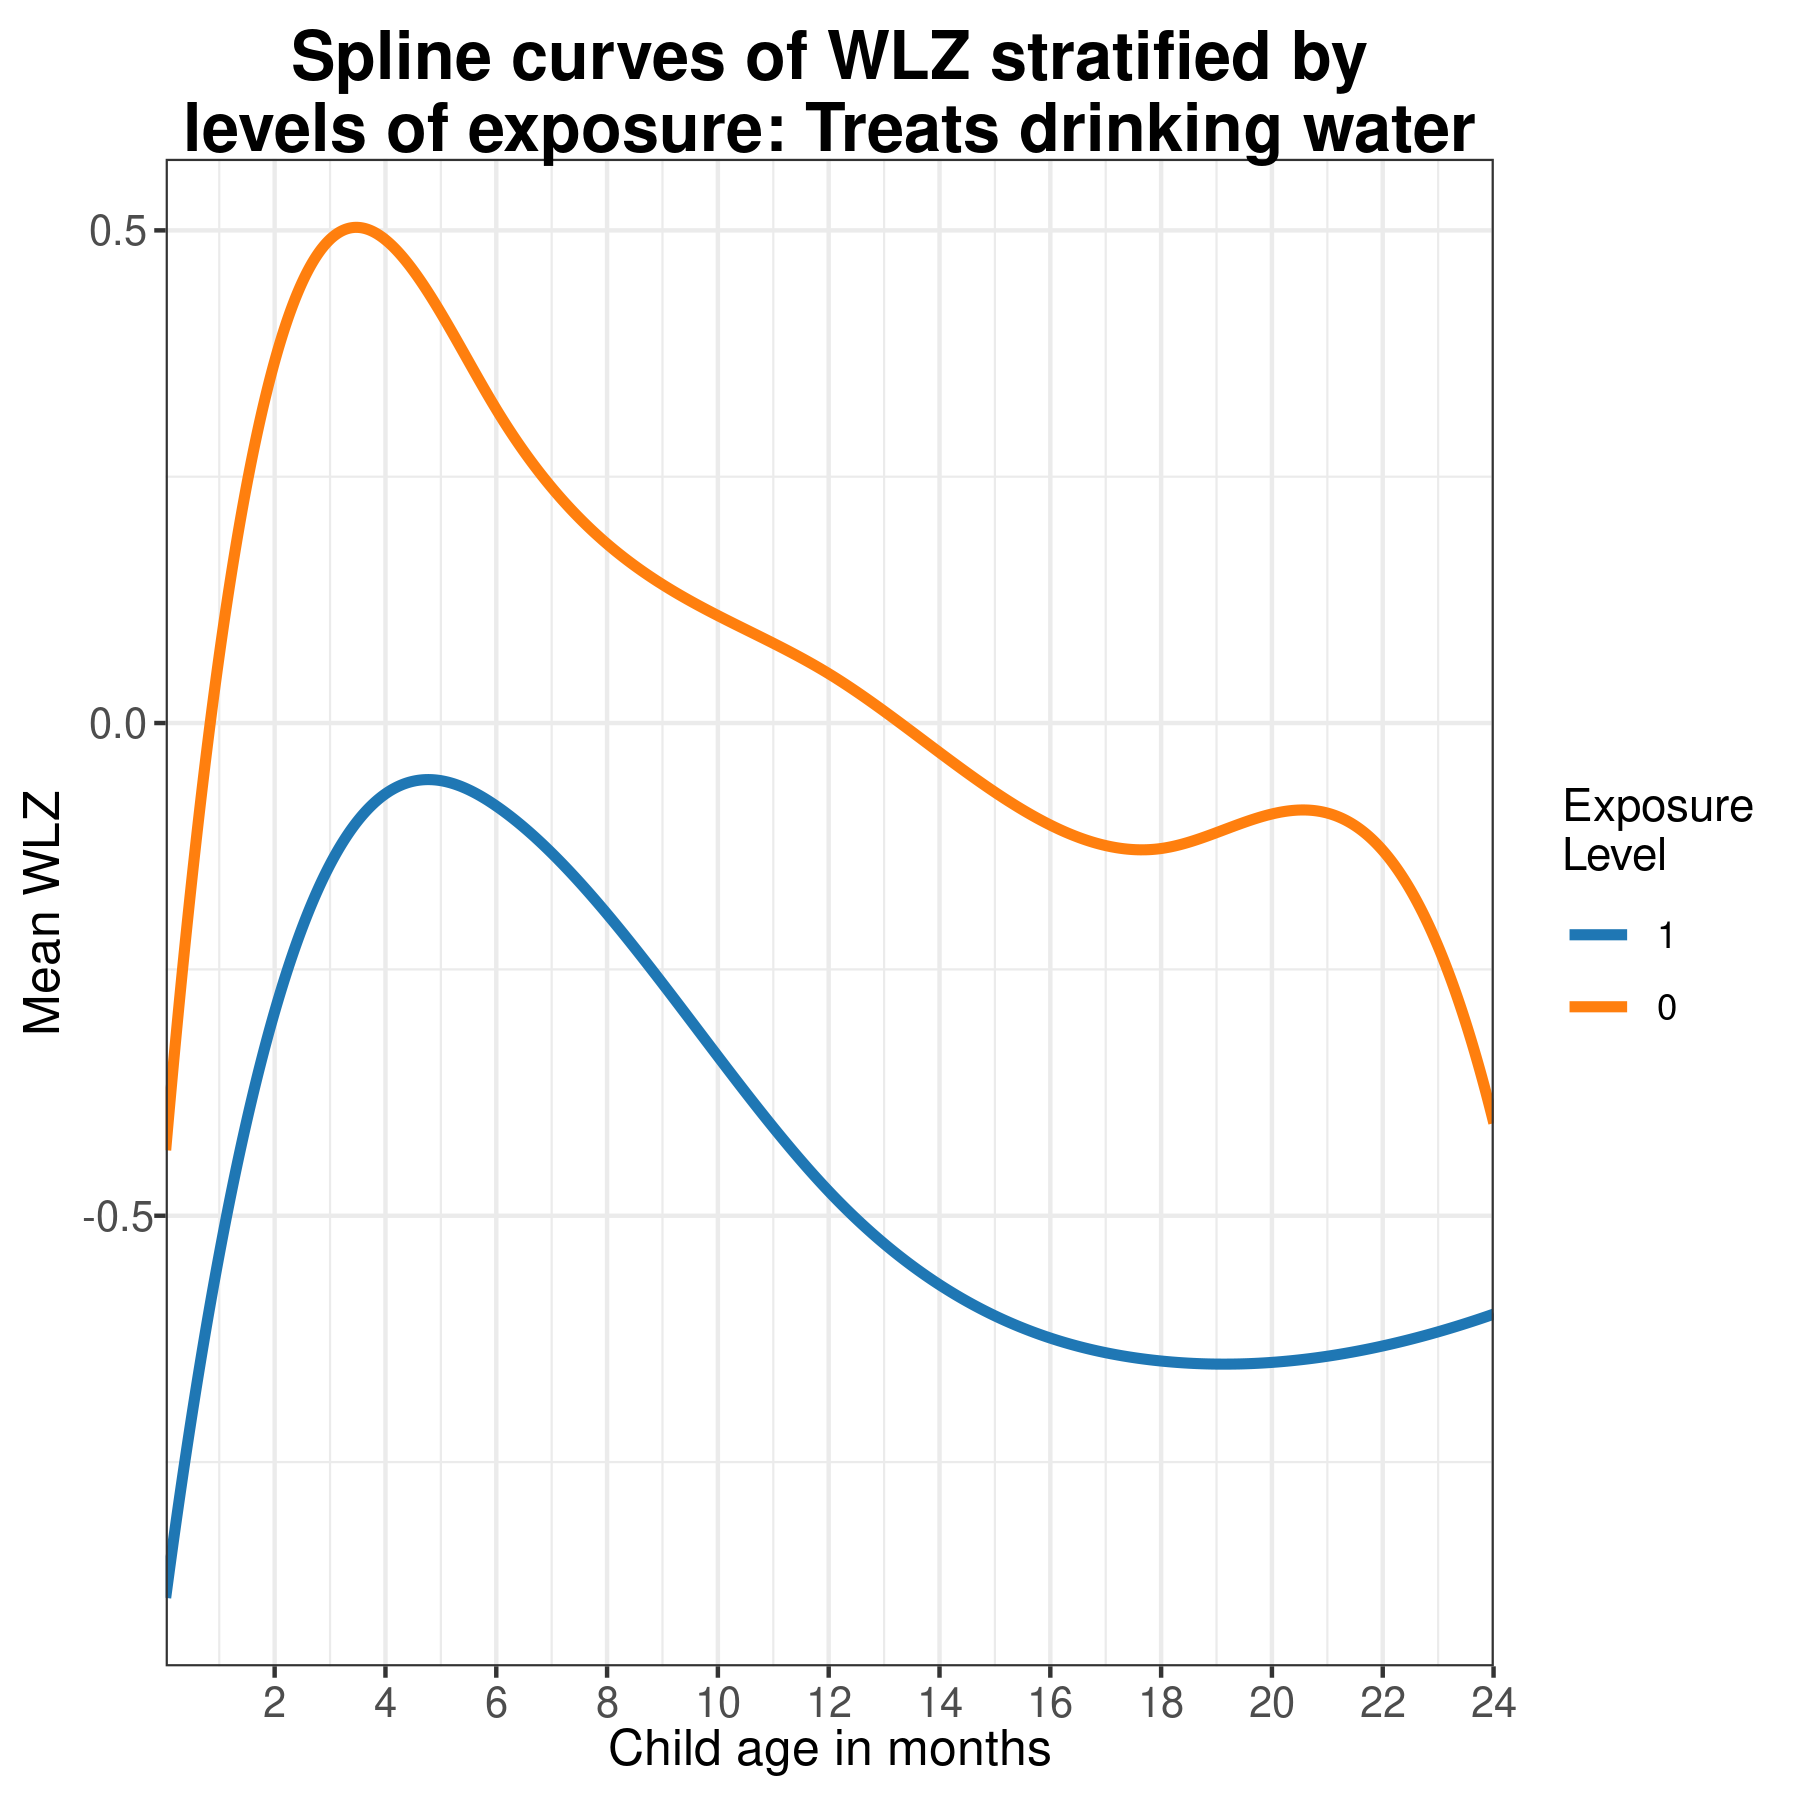 Spline curves of WLZ stratified by
levels of exposure: Treats drinking water
0.5
0.0
-0.5
Mean WLZ
2 4 6 8 10 12 14 16 18 20 22 24
Child age in months
Exposure
Level
1
0